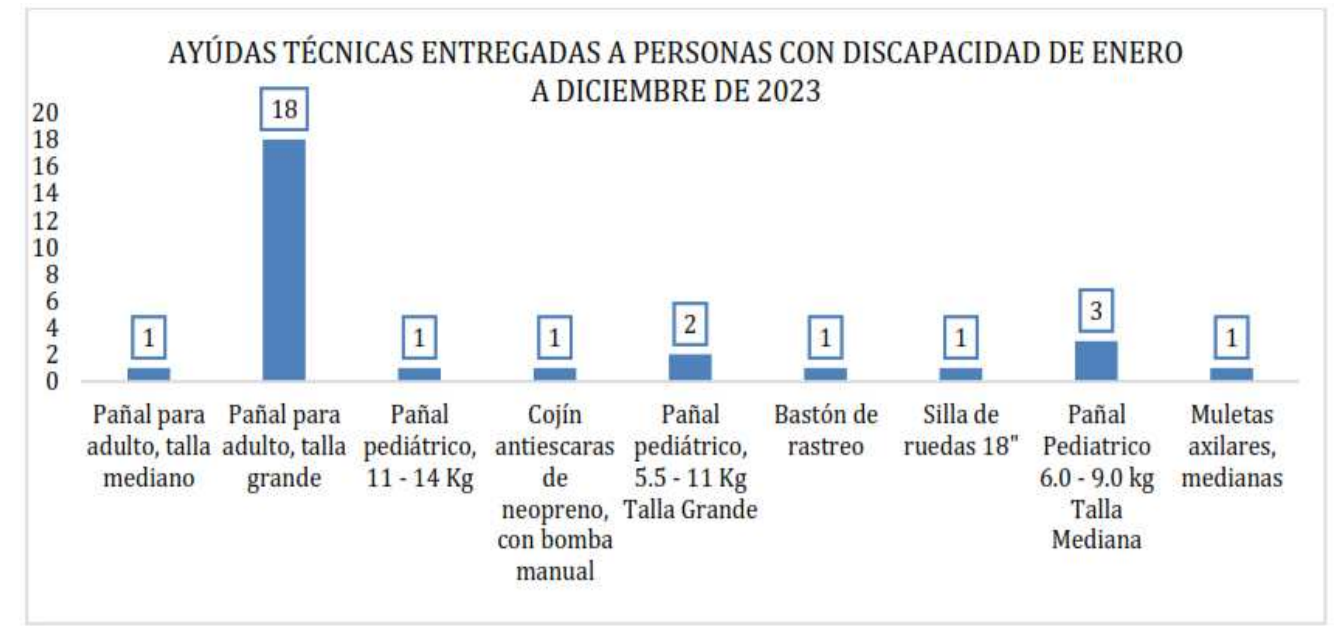 AYÚDAS TÉCNICAS ENTREGADAS A PERSONAS CON DISCAPACIDAD DE ENERO
A DICIEMBRE DE 2023
20
18
16
14
12
10
8
6
4
2
0
1
18
1
1
2
1
1
3
1
Pañal para
adulto, talla
mediano
Pañal para
adulto, talla
grande
Pañal
pediátrico,
11 - 14 Kg
Cojín
antiescaras
de
neopreno,
con bomba
manual
Pañal
pediátrico,
5.5 - 11 Kg
Talla Grande
Bastón de
rastreo
Silla de
ruedas 18"
Pañal
Pediatrico
6.0 - 9.0 kg
Talla
Mediana
Muletas
axilares,
medianas